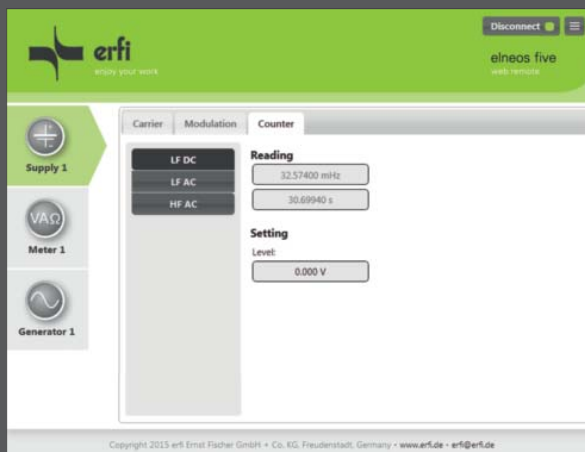 Disconnect
erfi
enjoy your work
elneos five
web remote
Carrier Modulation Counter
Supply 1
LF DC
LF AC
HF AC
Reading
32.57400 mHz
30.69940 s
VAΩ
Meter 1
Setting
Level:
0.000 V
Generator 1
Copyright 2015 erfi Ernst Fischer GmbH + Co. KG, Freudenstadt, Germany - www.erfi.de - erfi@erfi.de